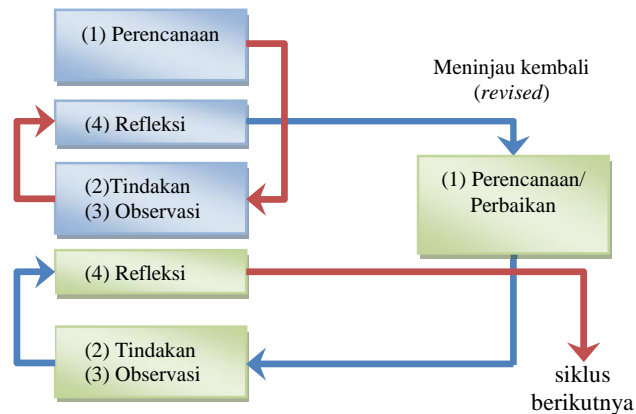 (1) Perencanaan
(4) Refleksi
(2)Tindakan
(3) Observasi
Meninjau kembali
(revised)
(1) Perencanaan/
Perbaikan
(4) Refleksi
(2) Tindakan
(3) Observasi
siklus
berikutnya